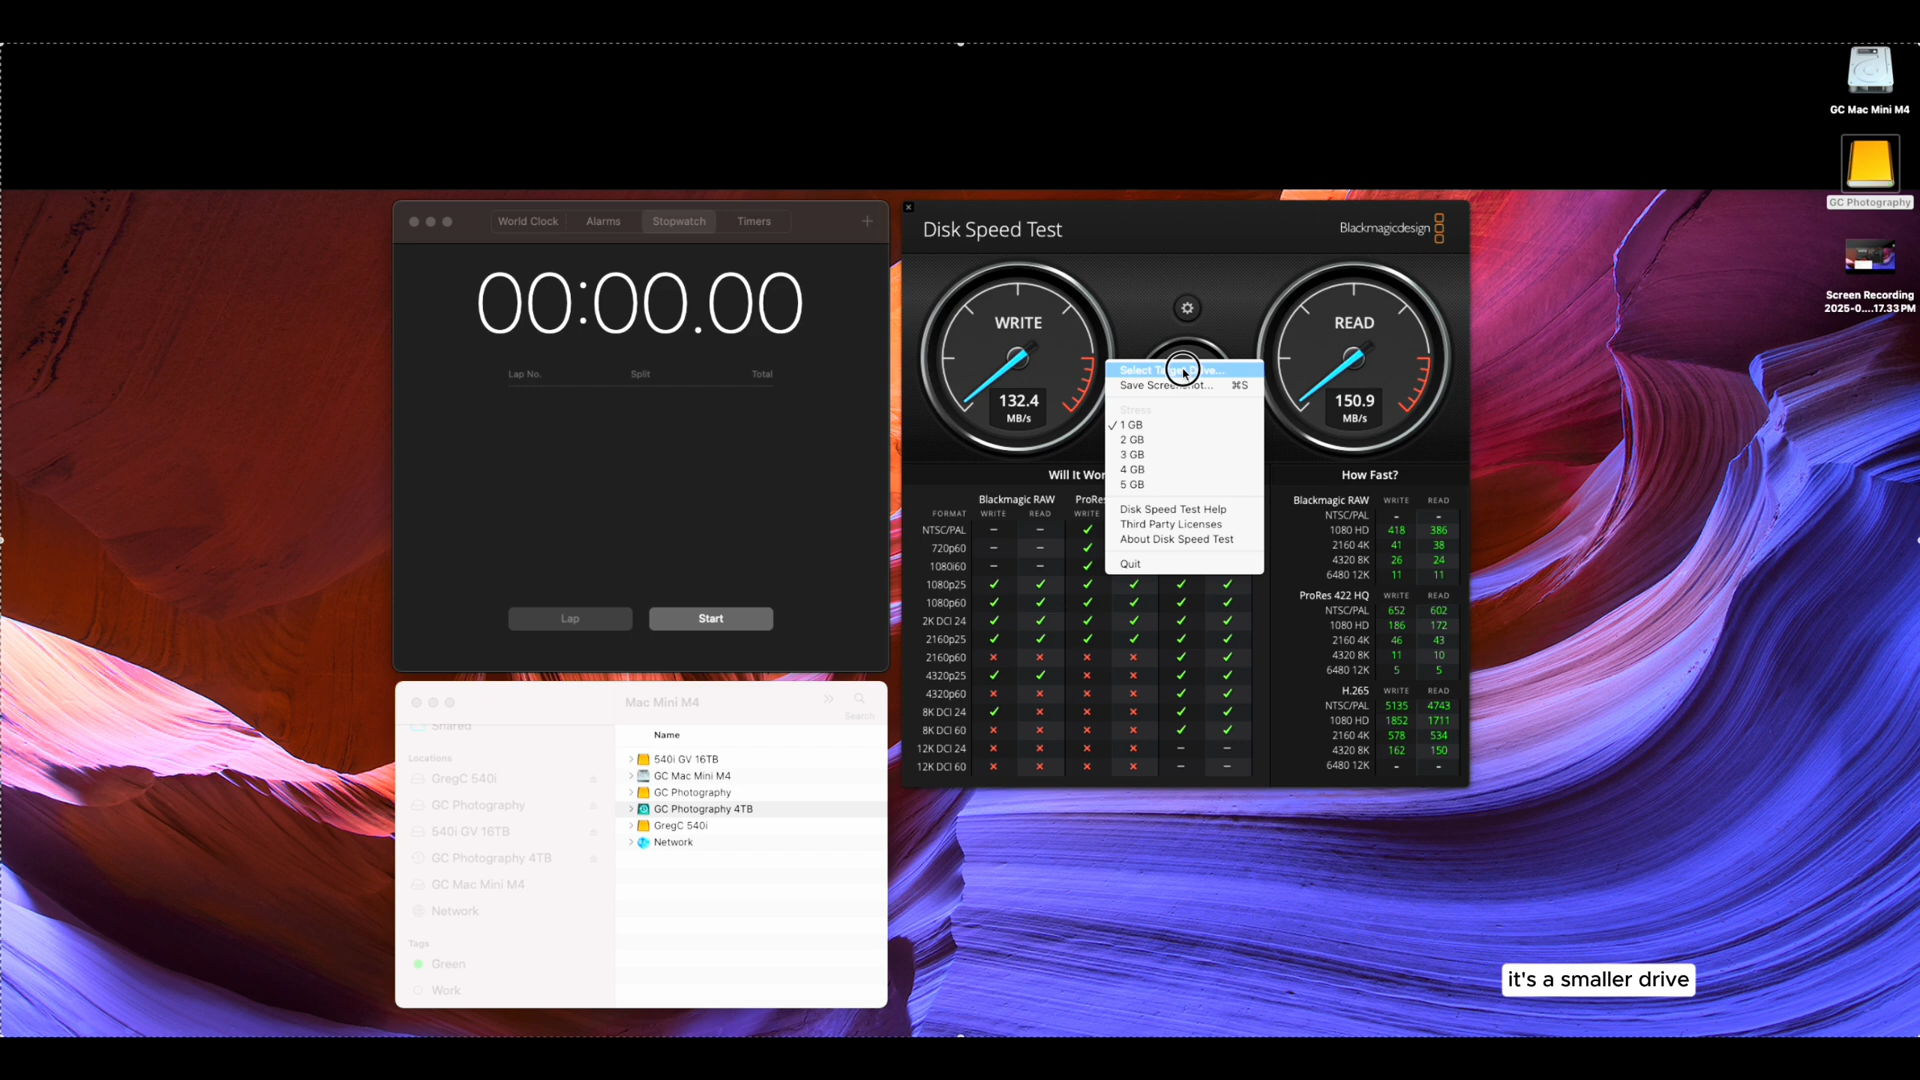 GC Mac Mini M4
GC Photography
Screen Recording
2025-0....17.33 PM
World Clock
Alarms
Stopwatch
Timers
00:00.00
Lap No.
Split
Total
Lap
Start
Disk Speed Test
Blackmagicdesign
WRITE
132.4
MB/s
READ
150.9
MB/s
Save Screenshot... ⌘S
Stress
✓ 1 GB
2 GB
3 GB
4 GB
5 GB
Disk Speed Test Help
Third Party Licenses
About Disk Speed Test
Quit
Will It Wor
Blackmagic RAW ProRes
FORMAT WRITE READ WRITE
NTSC/PAL – – ✓
720p60 – – ✓
1080i60 – – ✓
1080p25 ✓ ✓ ✓ ✓ ✓ ✓
1080p60 ✓ ✓ ✓ ✓ ✓ ✓
2K DCI 24 ✓ ✓ ✓ ✓ ✓ ✓
2160p25 ✓ ✓ ✓ ✓ ✓ ✓
2160p60 × × × × ✓ ✓
4320p25 ✓ ✓ × × ✓ ✓
4320p60 × × × × ✓ ✓
8K DCI 24 ✓ × × × ✓ ✓
8K DCI 60 × × × × ✓ ✓
12K DCI 24 × × × × – –
12K DCI 60 × × × × – –
How Fast?
Blackmagic RAW WRITE READ
NTSC/PAL - -
1080 HD 418 386
2160 4K 41 38
4320 8K 26 24
6480 12K 11 11
ProRes 422 HQ WRITE READ
NTSC/PAL 652 602
1080 HD 186 172
2160 4K 46 43
4320 8K 11 10
6480 12K 5 5
H.265 WRITE READ
NTSC/PAL 5135 4743
1080 HD 1852 1711
2160 4K 578 534
4320 8K 162 150
6480 12K - -
Mac Mini M4
Search
Shared
Locations
GregC 540i
GC Photography
540i GV 16TB
GC Photography 4TB
GC Mac Mini M4
Network
Tags
Green
Work
Name
540i GV 16TB
GC Mac Mini M4
GC Photography
GC Photography 4TB
GregC 540i
Network
it's a smaller drive